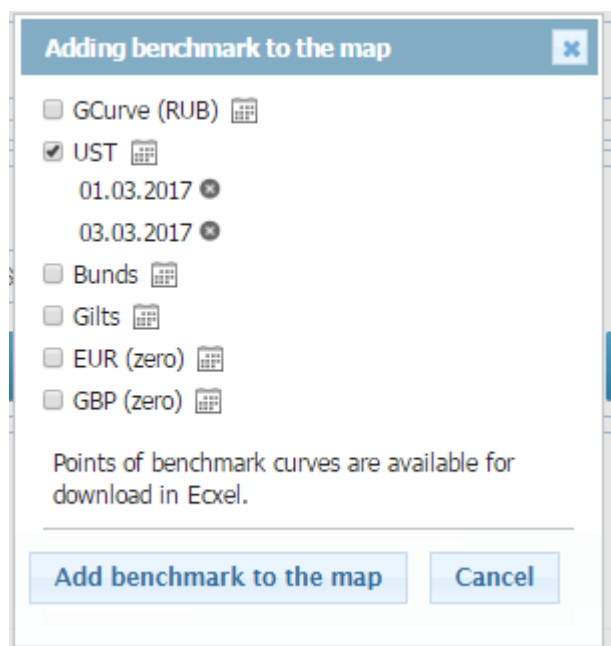 Adding benchmark to the map
GCurve (RUB)
UST
01.03.2017
03.03.2017
Bunds
Gilts
EUR (zero)
GBP (zero)
Points of benchmark curves are available for
download in Ecxel.
Add benchmark to the map Cancel